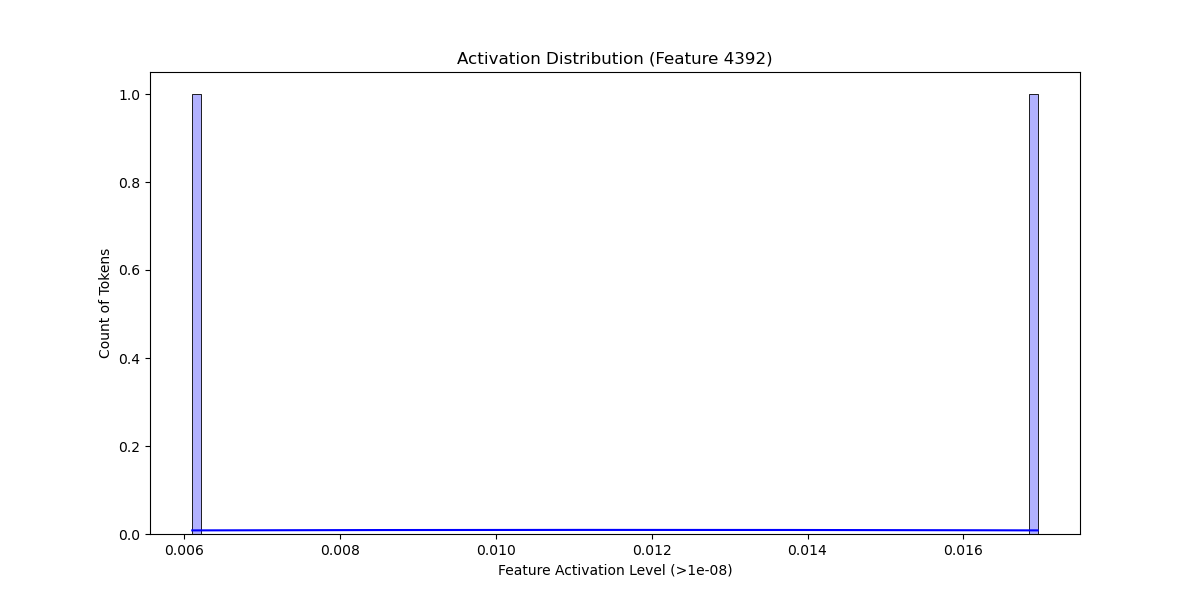 Activation Distribution (Feature 4392)
1.0
0.8
0.6
0.4
0.2
0.0
Count of Tokens
0.006 0.008 0.010 0.012 0.014 0.016
Feature Activation Level (>1e-08)